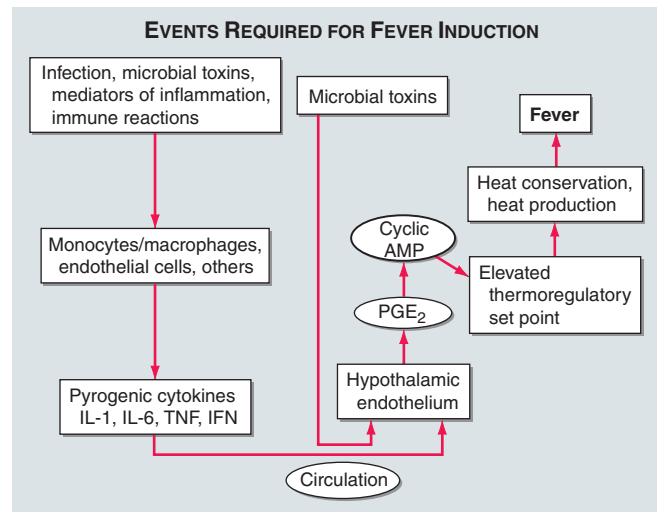 EVENTS REQUIRED FOR FEVER INDUCTION
Infection, microbial toxins,
mediators of inflammation,
immune reactions
Microbial toxins
Fever
Heat conservation,
heat production
Monocytes/macrophages,
endothelial cells, others
Cyclic
AMP
Elevated
thermoregulatory
set point
PGE₂
Hypothalamic
endothelium
Pyrogenic cytokines
IL-1, IL-6, TNF, IFN
Circulation